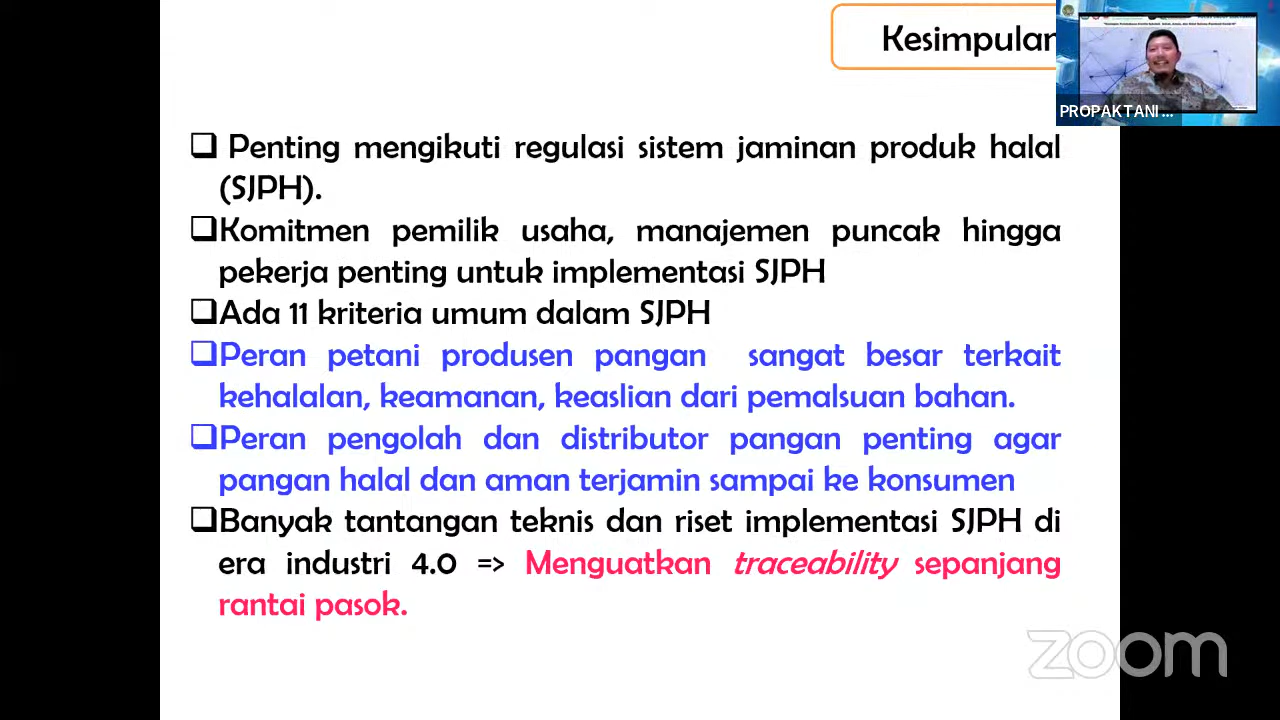 Kesimpulan
PROPAKTANI ...
❑ Penting mengikuti regulasi sistem jaminan produk halal
(SJPH).
❑Komitmen pemilik usaha, manajemen puncak hingga
pekerja penting untuk implementasi SJPH
❑Ada 11 kriteria umum dalam SJPH
❑Peran petani produsen pangan sangat besar terkait
kehalalan, keamanan, keaslian dari pemalsuan bahan.
❑Peran pengolah dan distributor pangan penting agar
pangan halal dan aman terjamin sampai ke konsumen
❑Banyak tantangan teknis dan riset implementasi SJPH di
era industri 4.0 => Menguatkan traceability sepanjang
rantai pasok.
zoom